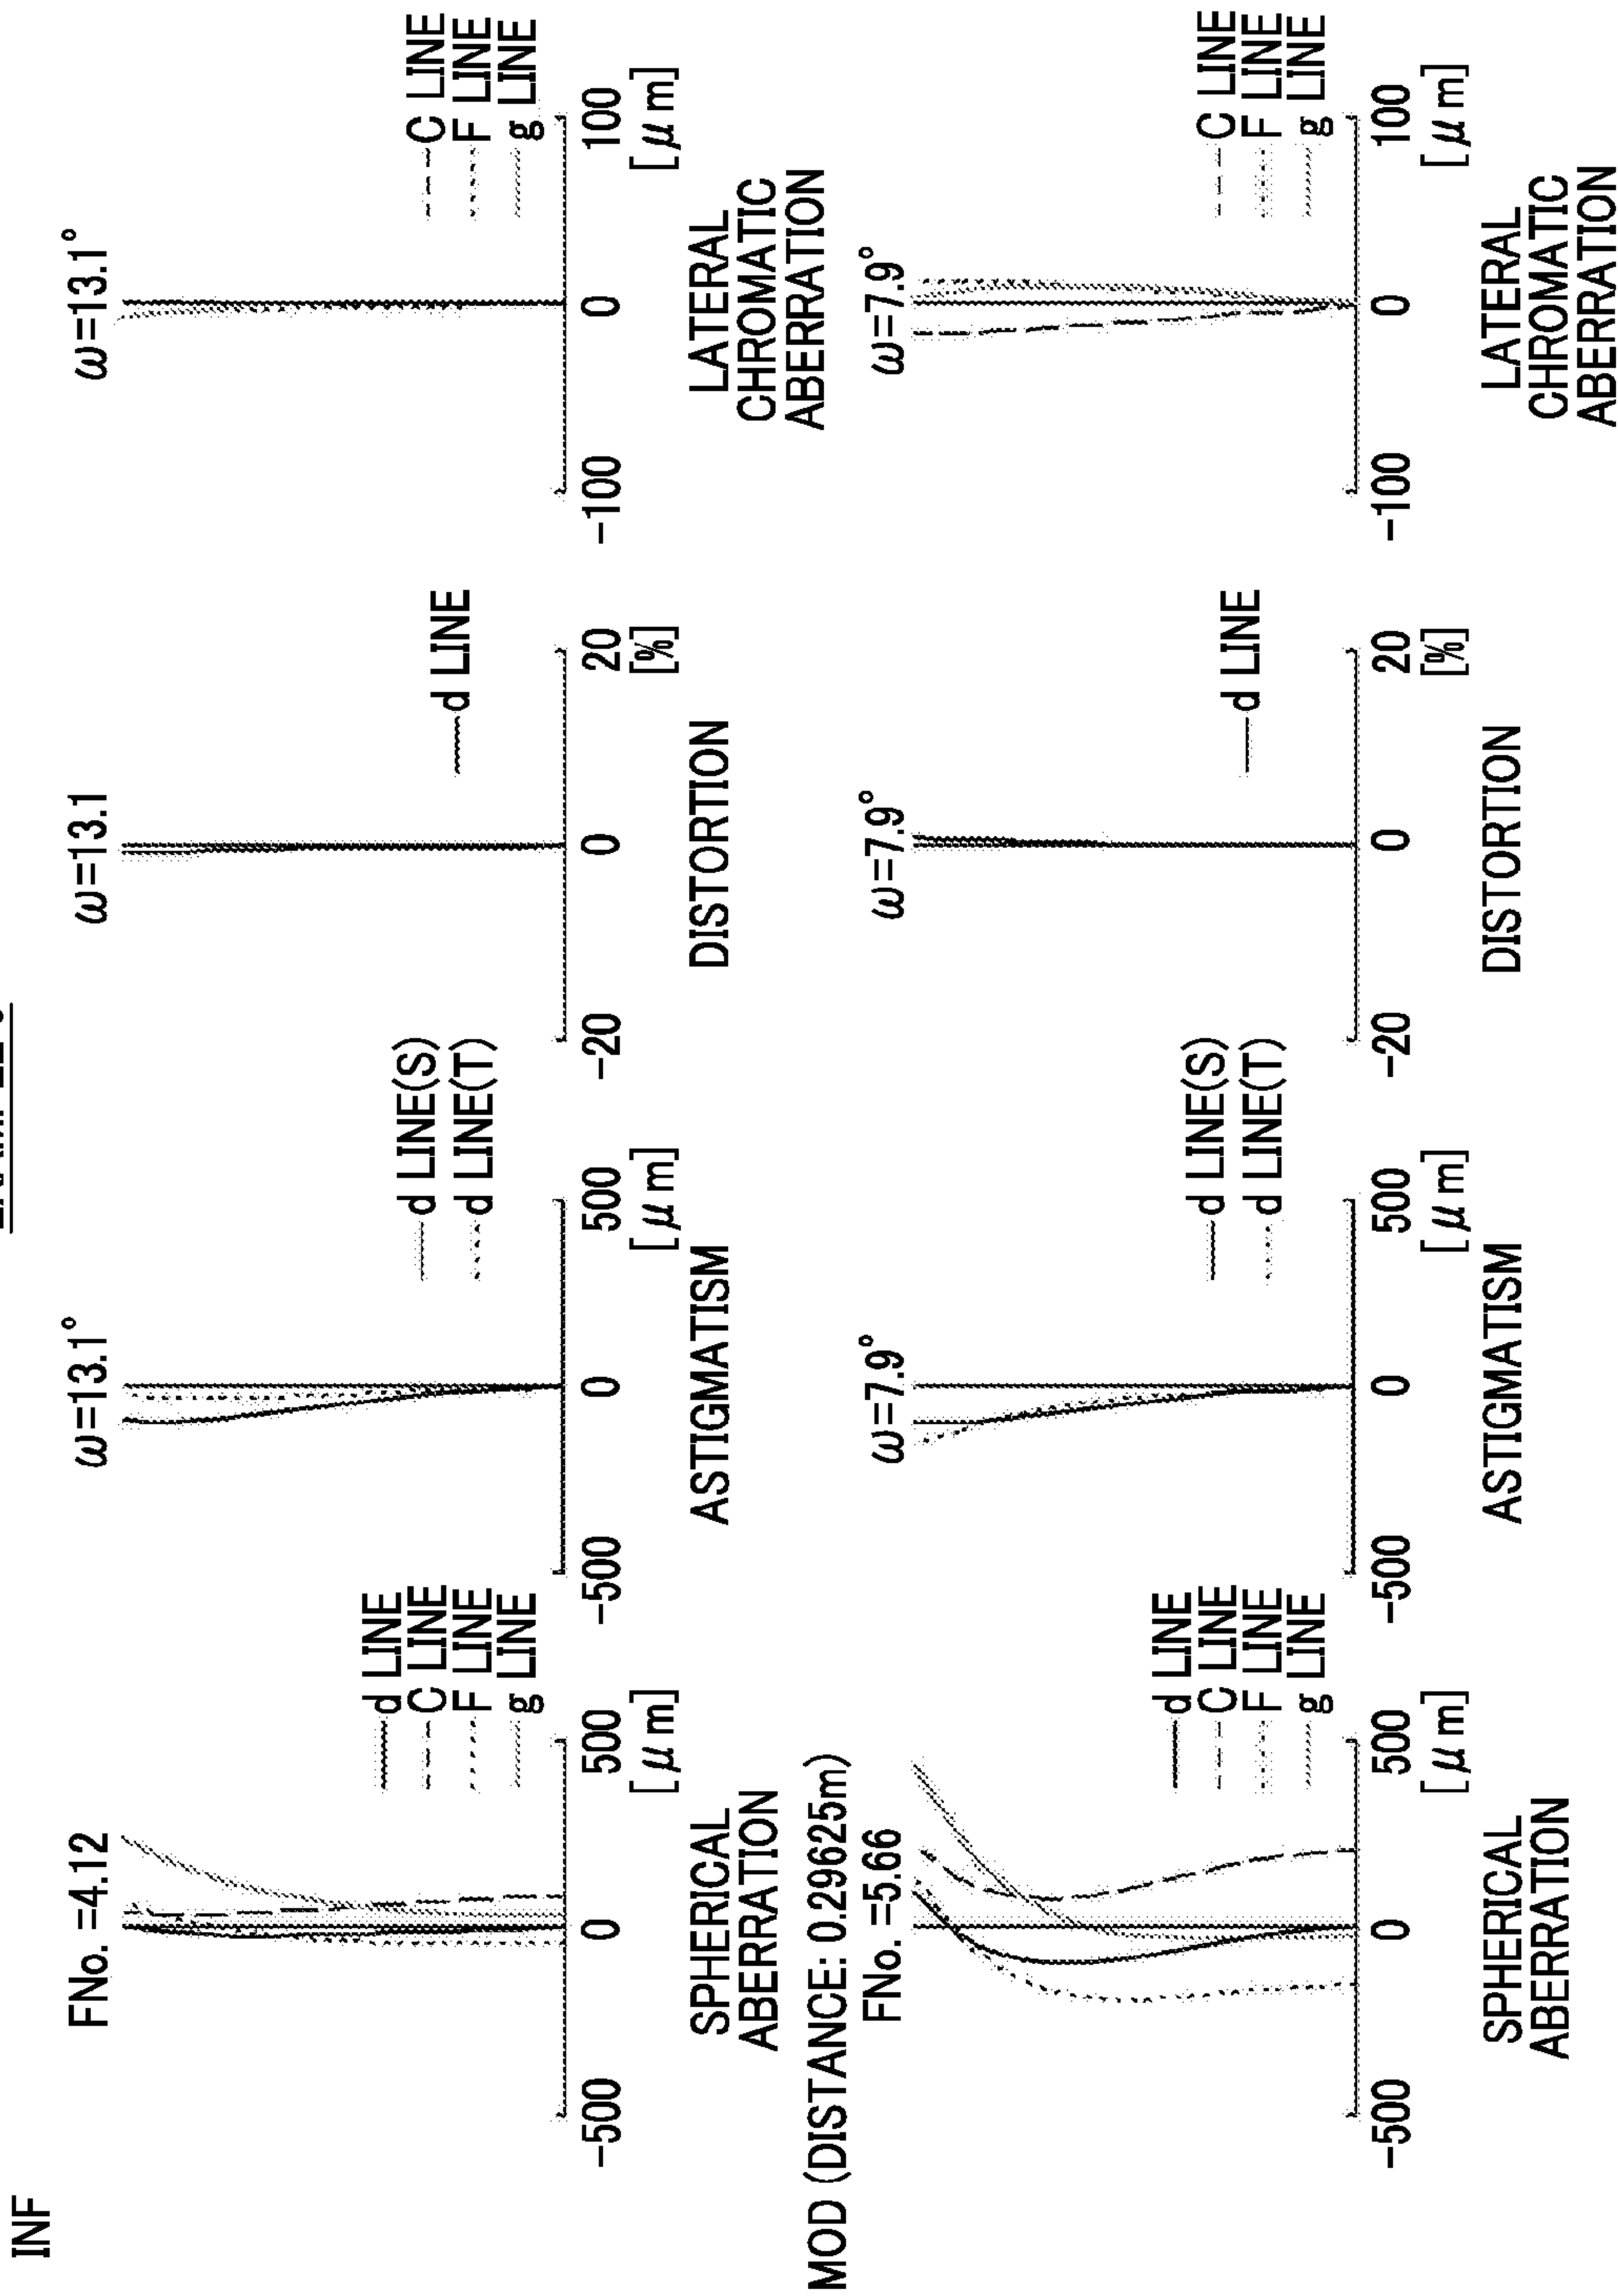 INF
FNo. =4.12
d LINE
C LINE
F LINE
g LINE
-500
0
500
[μm]
SPHERICAL
ABERRATION
ω=13.1°
d LINE(S)
d LINE(T)
-500
0
500
[μm]
ASTIGMATISM
ω=13.1
d LINE
-20
0
20
[%]
DISTORTION
ω=13.1°
C LINE
F LINE
g LINE
-100
0
100
[μm]
LATERAL
CHROMATIC
ABERRATION
MOD (DISTANCE: 0.29625m)
FNo. =5.66
d LINE
C LINE
F LINE
g LINE
-500
0
500
[μm]
SPHERICAL
ABERRATION
ω=7.9°
d LINE(S)
d LINE(T)
-500
0
500
[μm]
ASTIGMATISM
ω=7.9°
d LINE
-20
0
20
[%]
DISTORTION
ω=7.9°
C LINE
F LINE
g LINE
-100
0
100
[μm]
LATERAL
CHROMATIC
ABERRATION